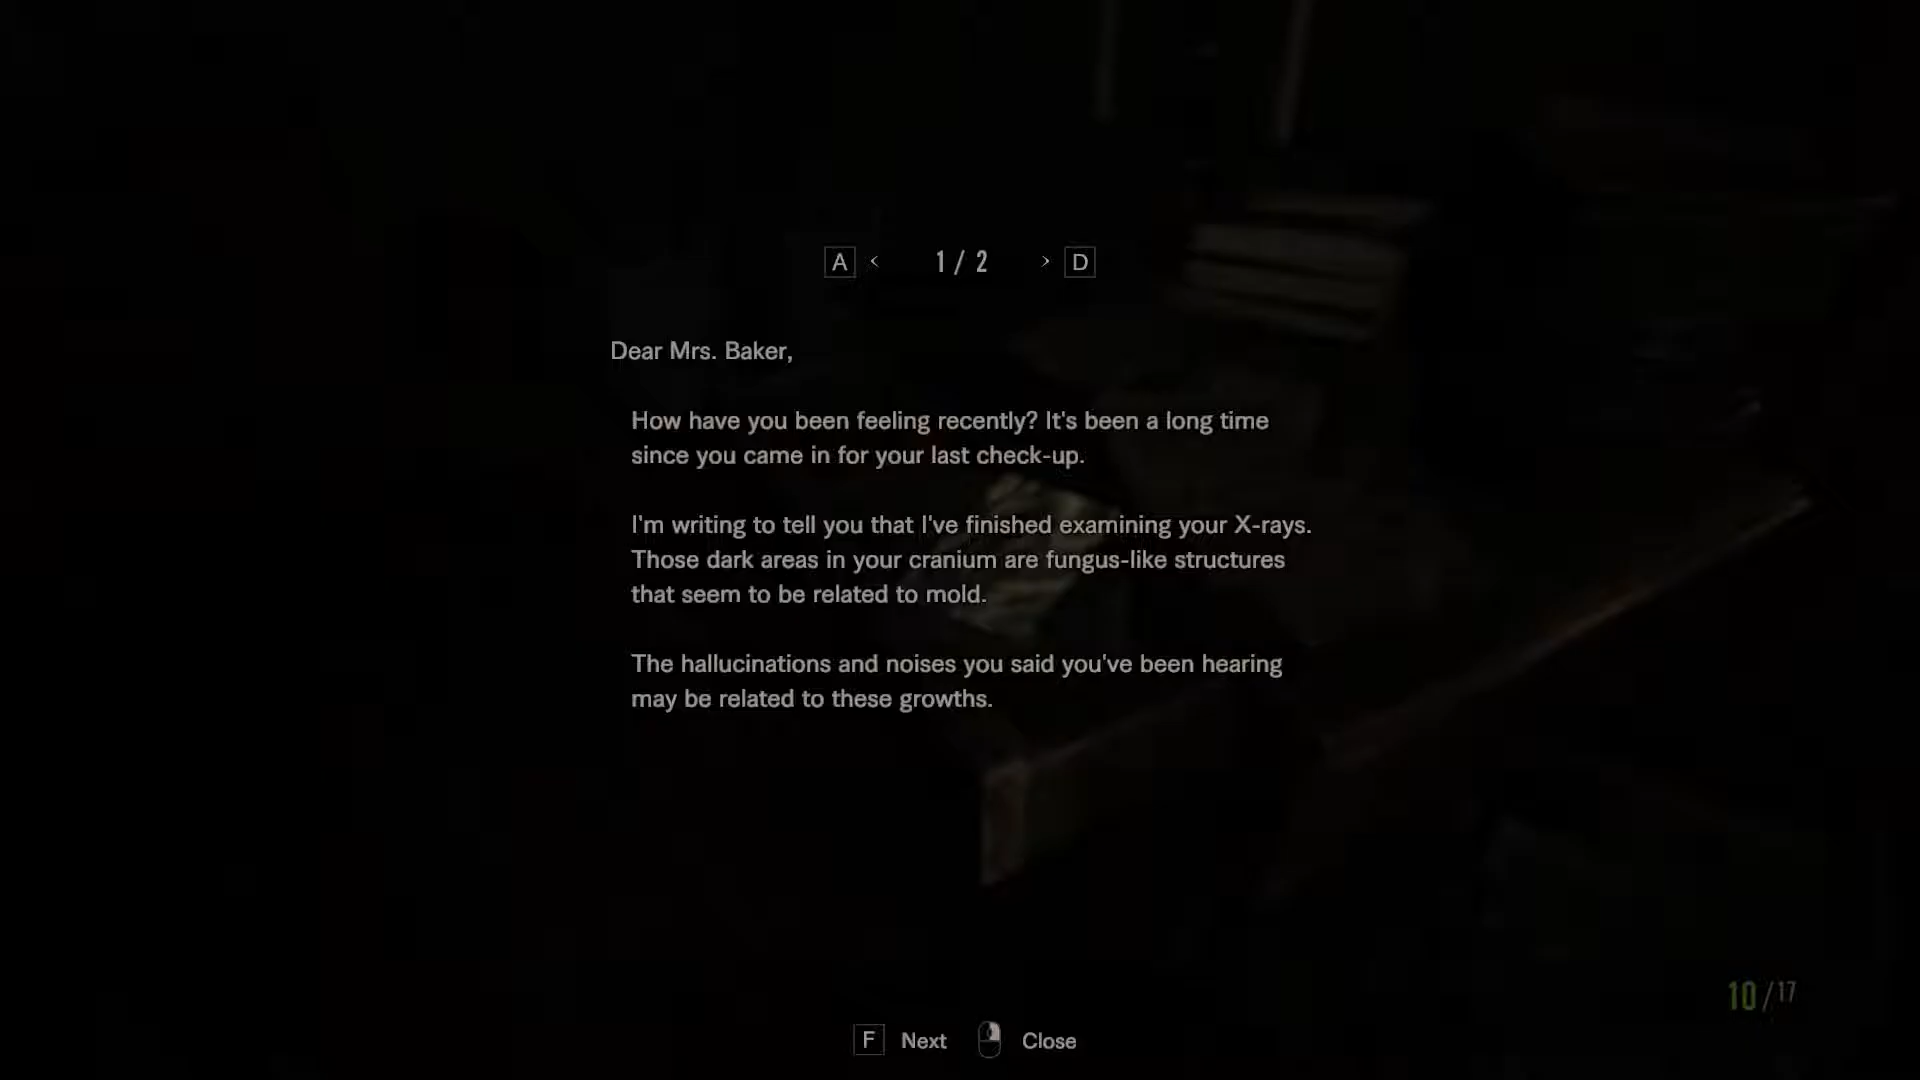 A < 1 / 2 > D
Dear Mrs. Baker,
How have you been feeling recently? It's been a long time
since you came in for your last check-up.
I'm writing to tell you that I've finished examining your X-rays.
Those dark areas in your cranium are fungus-like structures
that seem to be related to mold.
The hallucinations and noises you said you've been hearing
may be related to these growths.
10/17
F Next Close